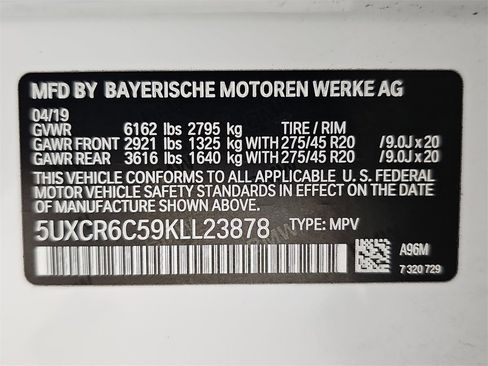 MFD BY BAYERISCHE MOTOREN WERKE AG
04/19
GVWR 6162 lbs 2795 kg TIRE / RIM
GAWR FRONT 2921 lbs 1325 kg WITH 275/45 R20 /9.0J x 20
GAWR REAR 3616 lbs 1640 kg WITH 275/45 R20 /9.0J x 20
THIS VEHICLE CONFORMS TO ALL APPLICABLE U. S. FEDERAL
MOTOR VEHICLE SAFETY STANDARDS IN EFFECT ON THE
DATE OF MANUFACTURE SHOWN ABOVE.
5UXCR6C59KLL23878 TYPE: MPV
A96M
7 320 729